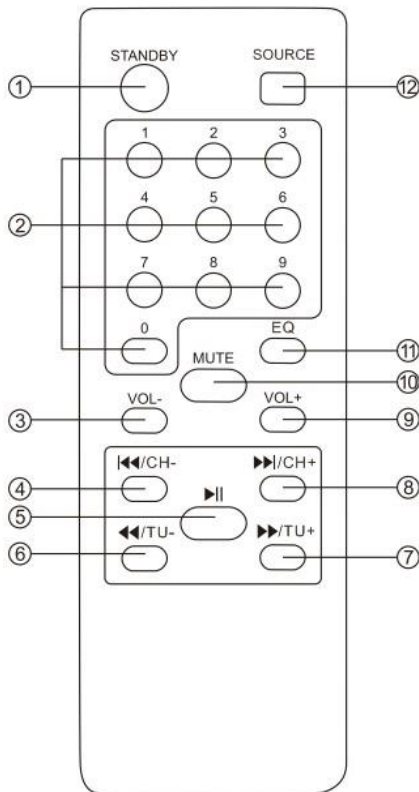 STANDBY SOURCE
① ⑫
1 2 3
② 4 5 6
7 8 9
0 EQ
⑪
MUTE
⑩
VOL- VOL+
③ ⑨
|◀◀/CH- ▶▶|/CH+
④ ⑧
▶||
⑤
◀◀/TU- ▶▶/TU+
⑥ ⑦